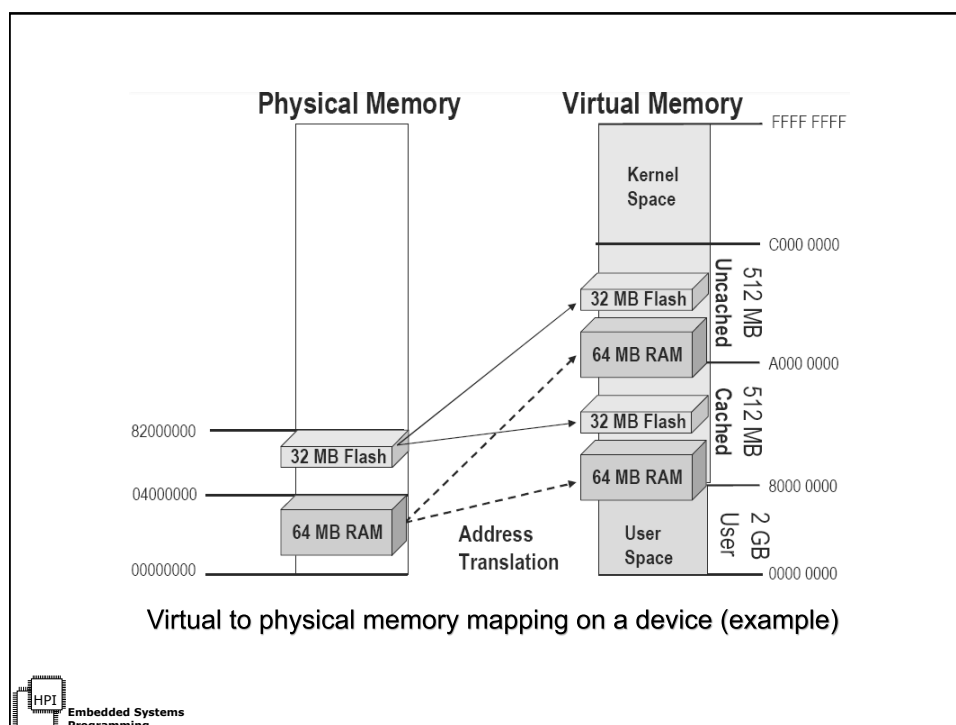 Physical Memory
Virtual Memory
FFFF FFFF
Kernel
Space
C000 0000
Uncached
512 MB
32 MB Flash
64 MB RAM
A000 0000
Cached
512 MB
32 MB Flash
64 MB RAM
8000 0000
82000000
32 MB Flash
04000000
64 MB RAM
00000000
Address
Translation
User
Space
User
2 GB
0000 0000
Virtual to physical memory mapping on a device (example)
HPI
Embedded Systems
Programming